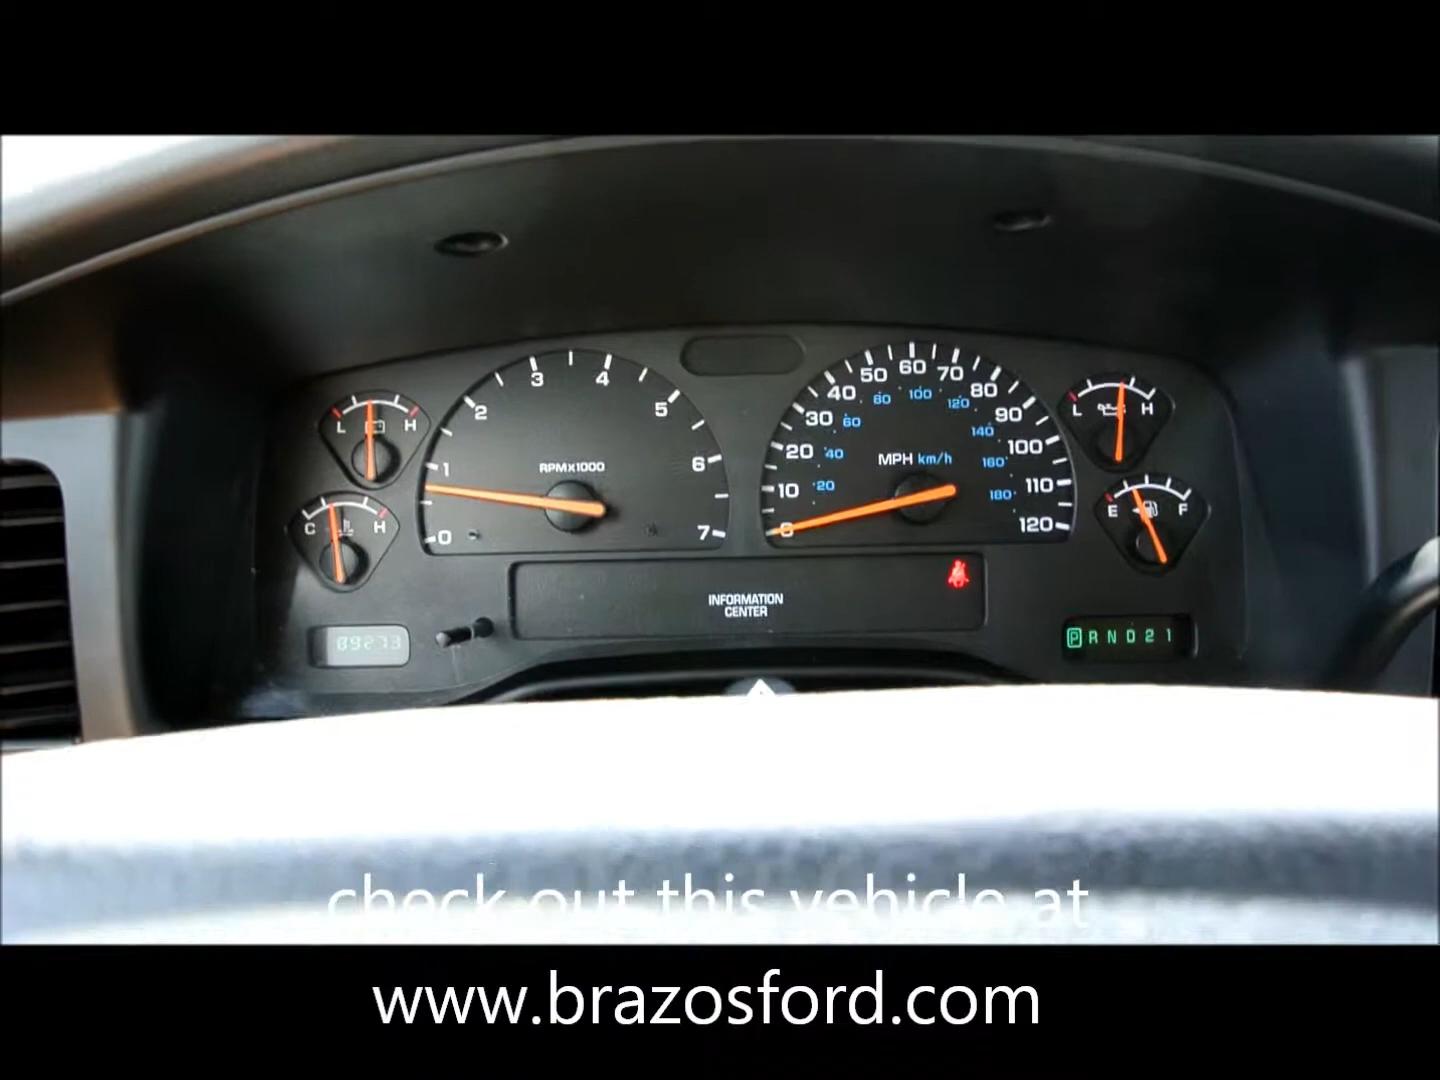 3
4
2
5
1
6
0
7
RPMX1000
L H
C H
50 60 70
40
80
30
90
20
100
10
110
0
120
80 100 120
60
140
40
160
20
180
MPH km/h
L H
E F
INFORMATION
CENTER
89273
P R N D 2 1
check out this vehicle at
www.brazosford.com